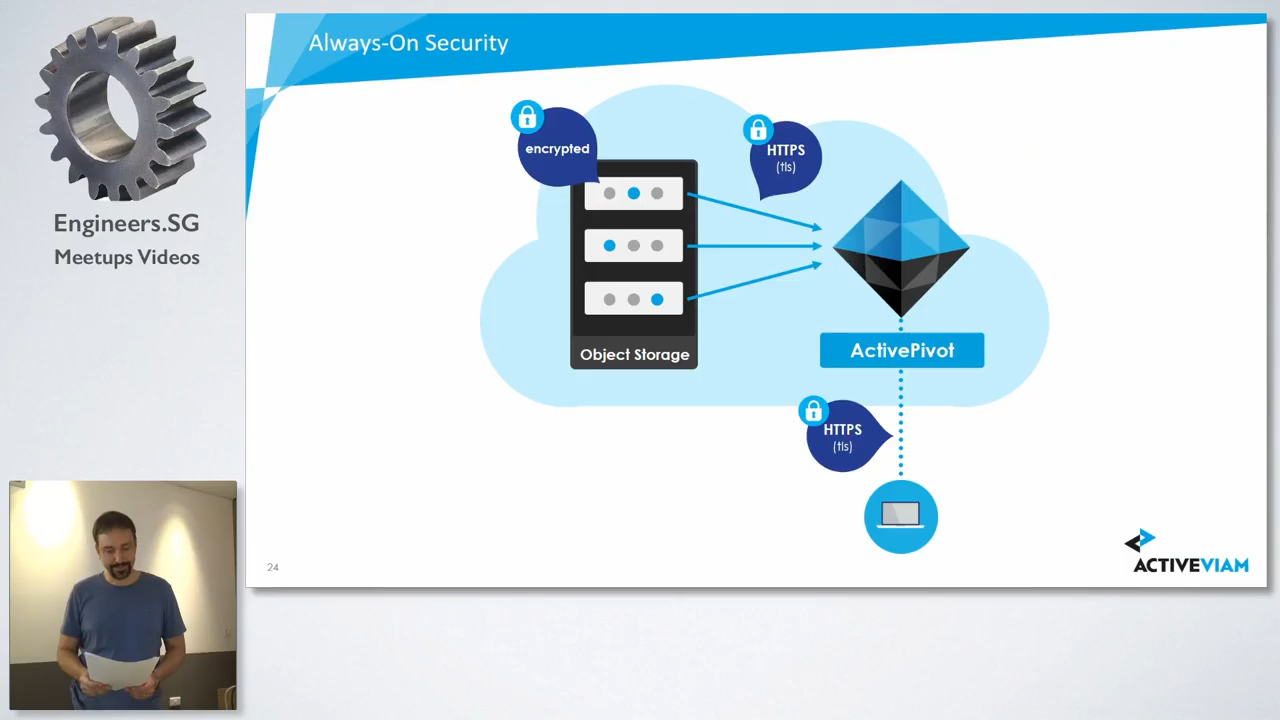 Always-On Security
Engineers.SG
Meetups Videos
encrypted
HTTPS
(tls)
Object Storage
ActivePivot
HTTPS
(tls)
24
ACTIVEVIAM